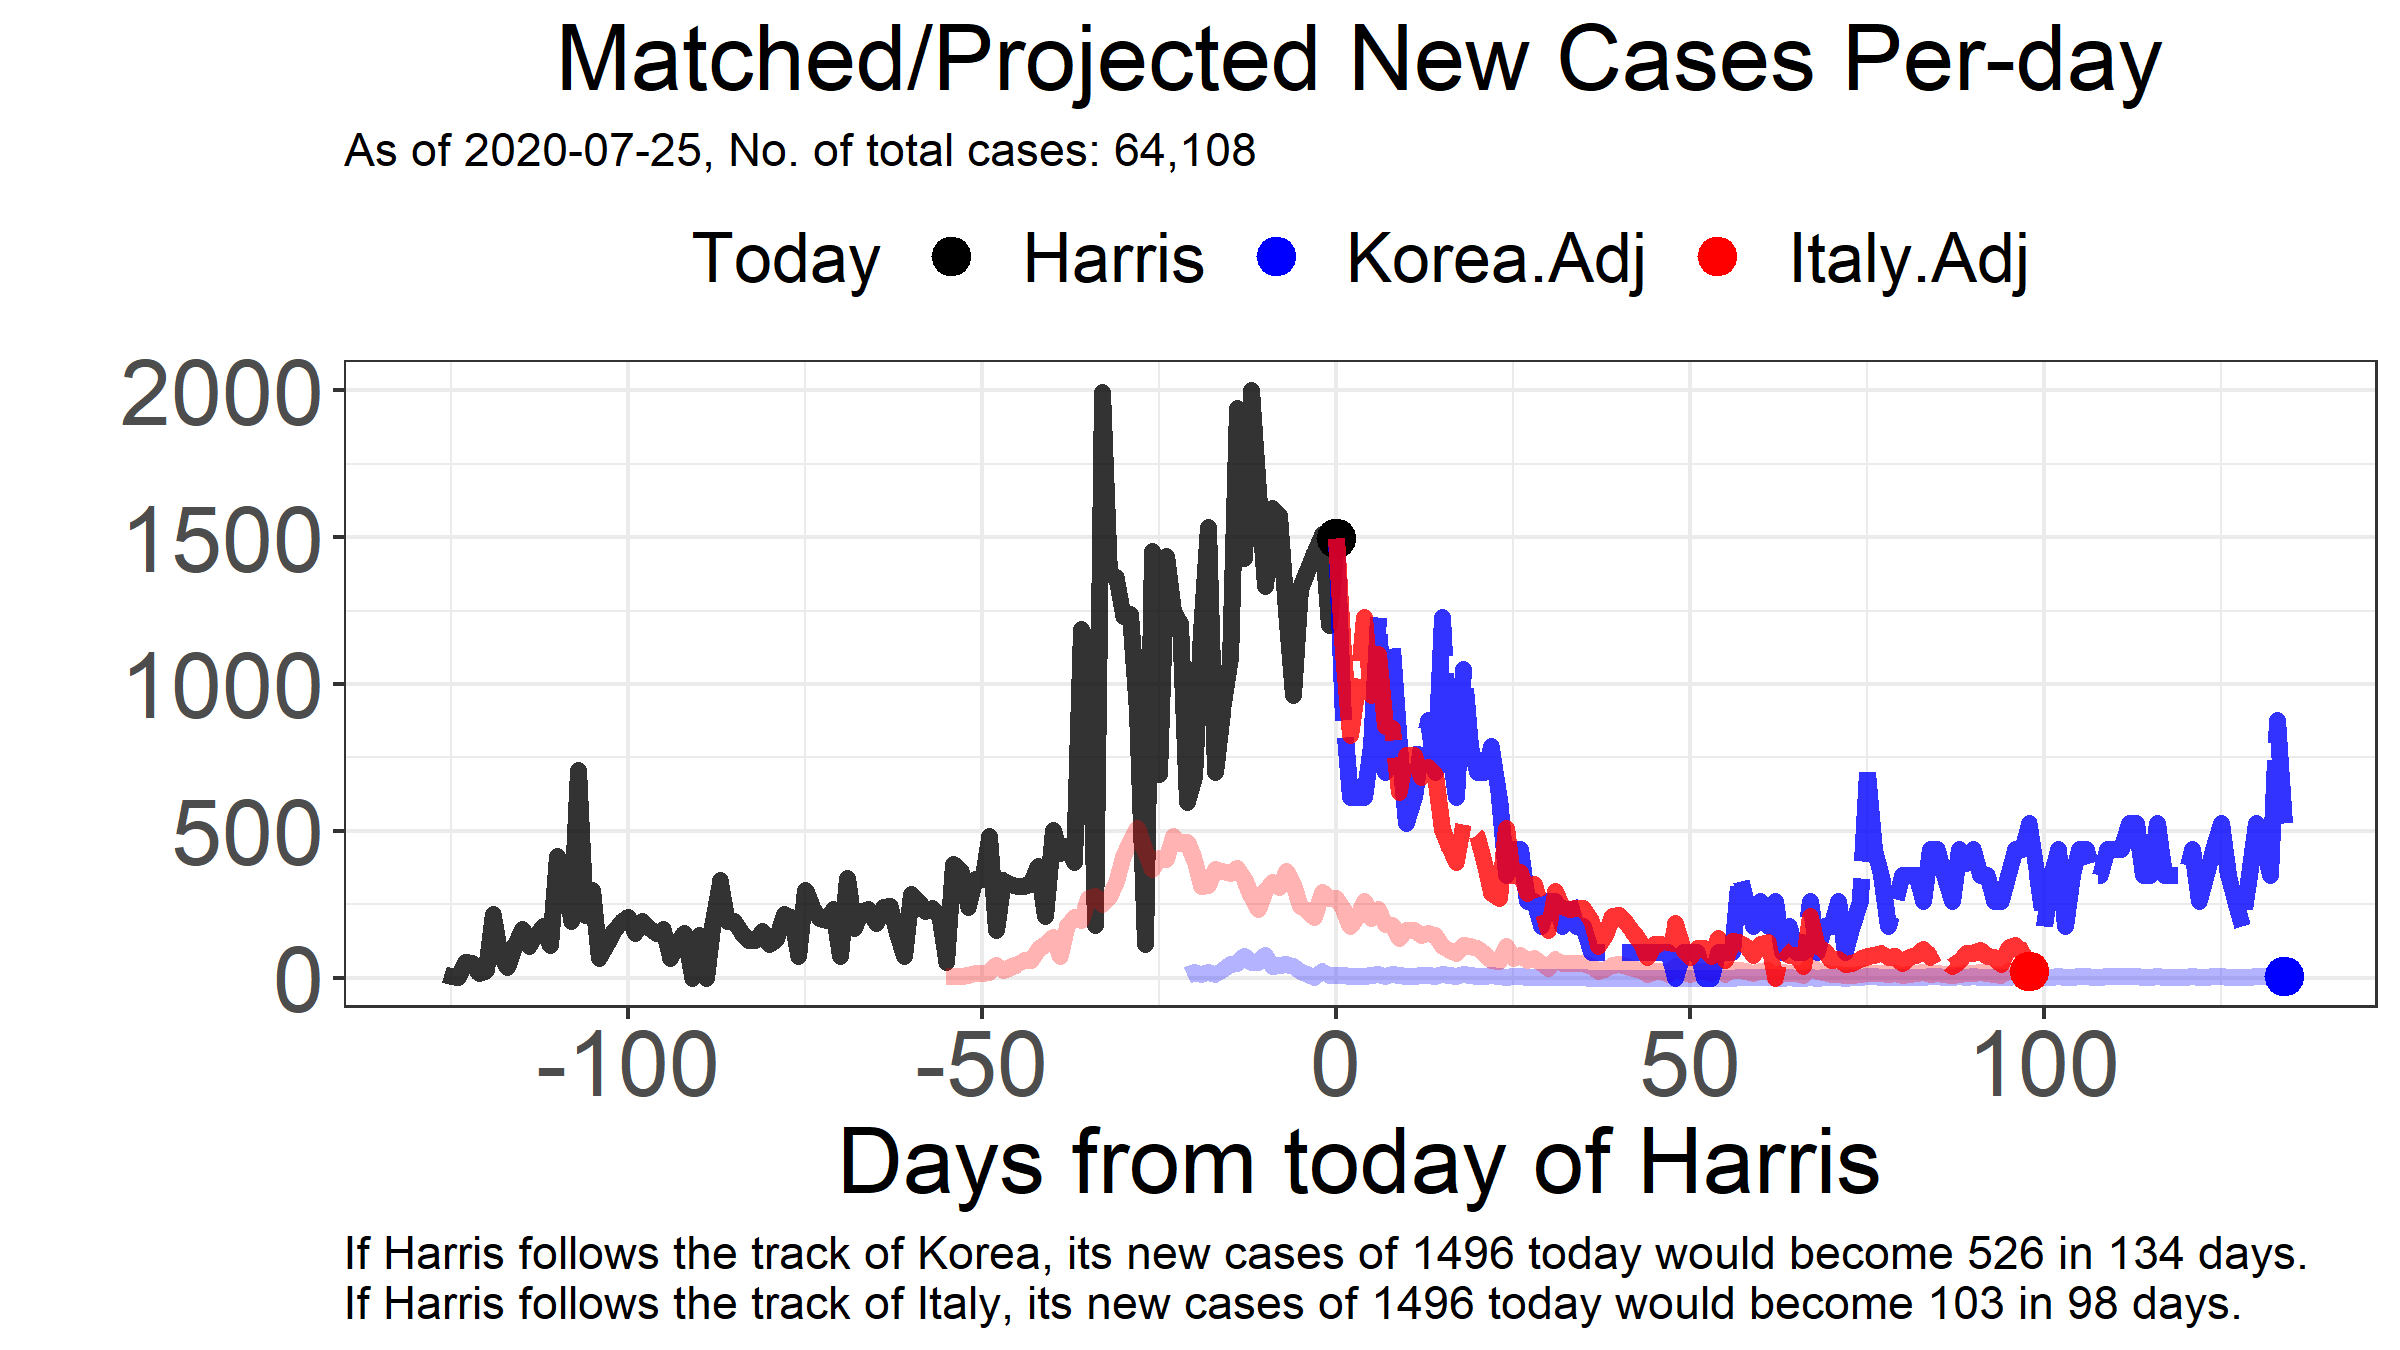 Matched/Projected New Cases Per-day
As of 2020-07-25, No. of total cases: 64,108
Today Harris Korea.Adj Italy.Adj
2000
1500
1000
500
0
-100 -50 0 50 100
Days from today of Harris
If Harris follows the track of Korea, its new cases of 1496 today would become 526 in 134 days.
If Harris follows the track of Italy, its new cases of 1496 today would become 103 in 98 days.